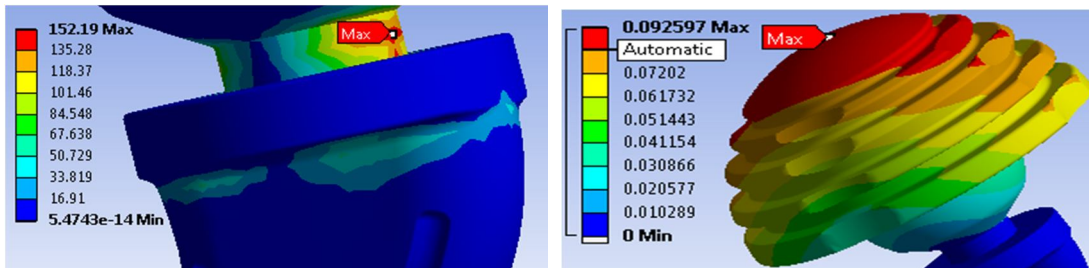 152.19 Max
135.28
118.37
101.46
84.548
67.638
50.729
33.819
16.91
5.4743e-14 Min
Max
0.092597 Max
Automatic
0.07202
0.061732
0.051443
0.041154
0.030866
0.020577
0.010289
0 Min
Max